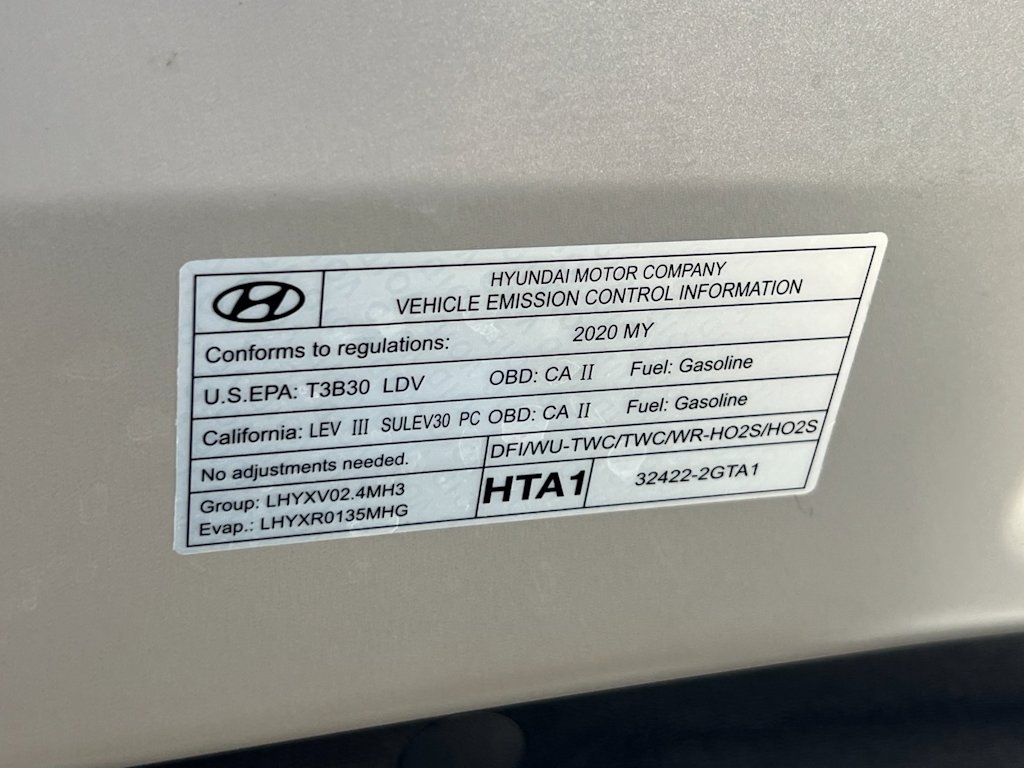 HYUNDAI MOTOR COMPANY
VEHICLE EMISSION CONTROL INFORMATION
Conforms to regulations: 2020 MY
U.S.EPA: T3B30 LDV OBD: CA II Fuel: Gasoline
California: LEV III SULEV30 PC OBD: CA II Fuel: Gasoline
No adjustments needed. DFI/WU-TWC/TWC/WR-HO2S/HO2S
Group: LHYXV02.4MH3
Evap.: LHYXR0135MHG
HTA1 32422-2GTA1